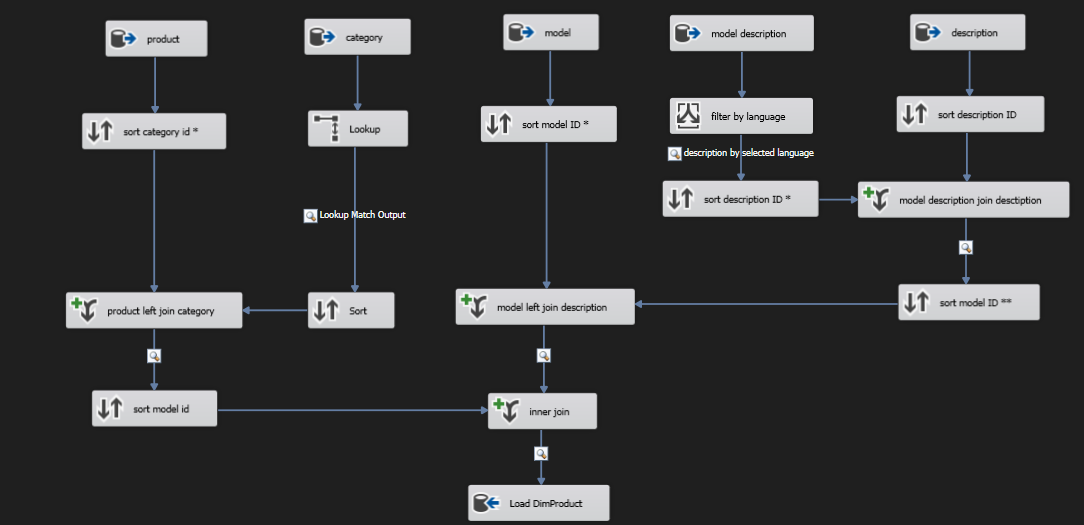 product
category
model
model description
description
sort category id *
Lookup
sort model ID *
filter by language
sort description ID
description by selected language
sort description ID *
model description join desctiption
Lookup Match Output
product left join category
Sort
model left join description
sort model ID **
sort model id
inner join
Load DimProduct